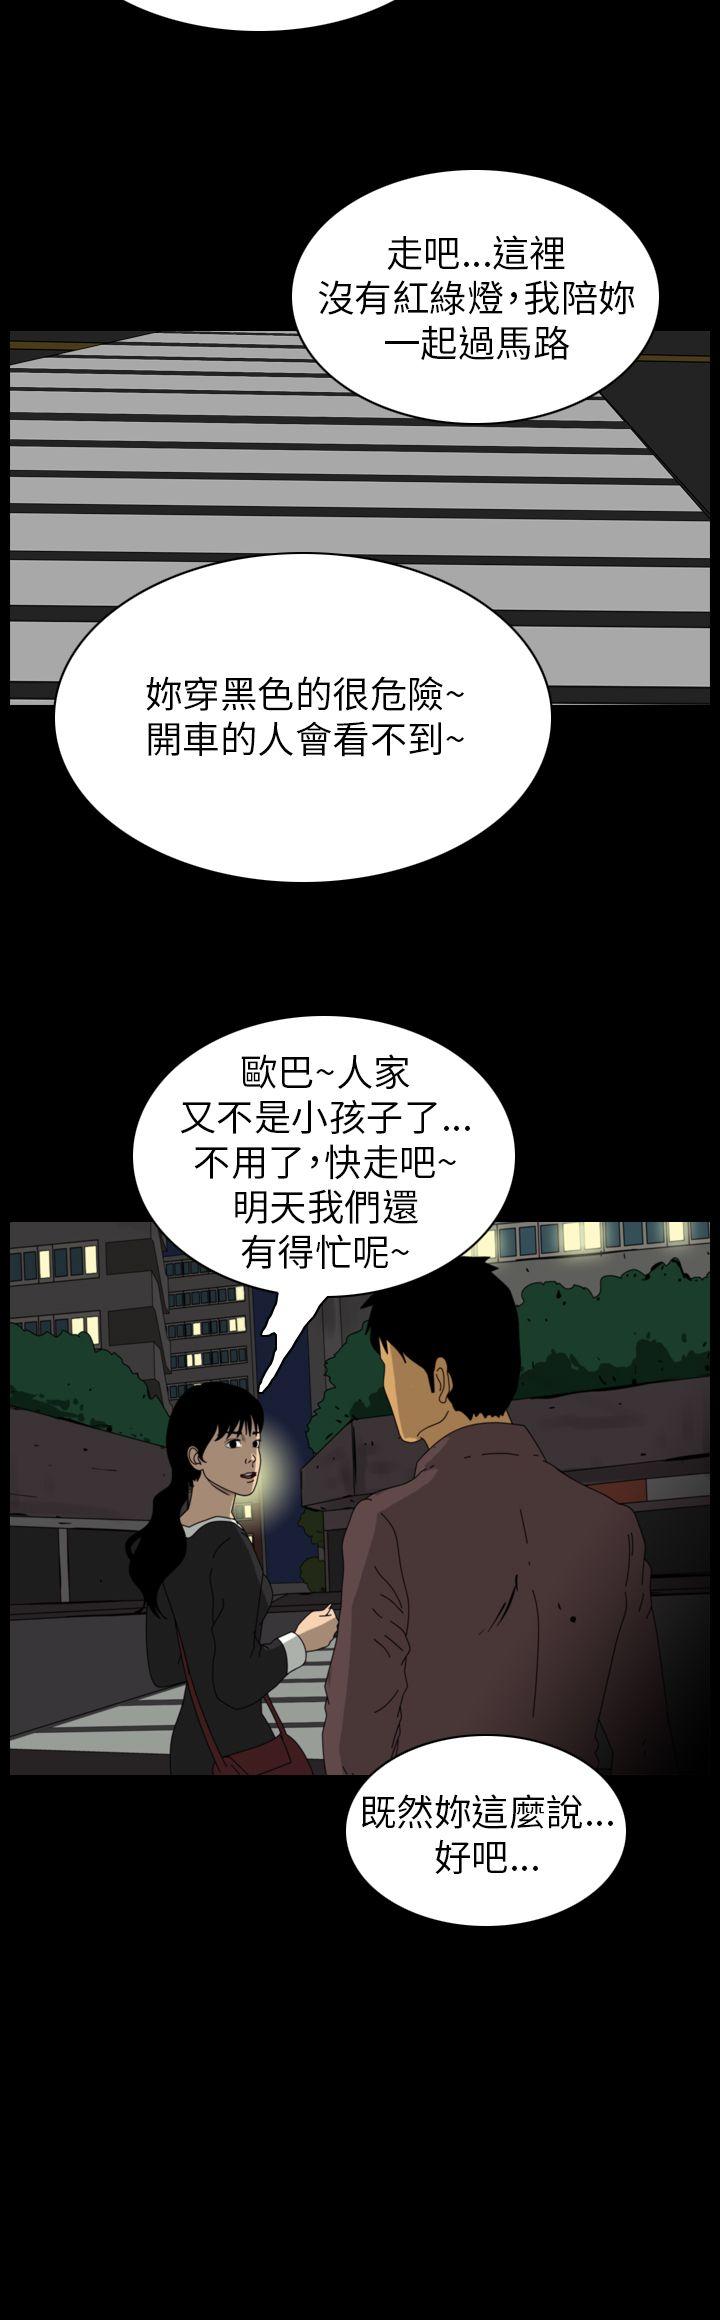 走吧...這裡
沒有紅綠燈，我陪妳
一起過馬路
妳穿黑色的很危險~
開車的人會看不到~
歐巴~人家
又不是小孩子了...
不用了，快走吧~
明天我們還
有得忙呢~
既然妳這麼說...
好吧...